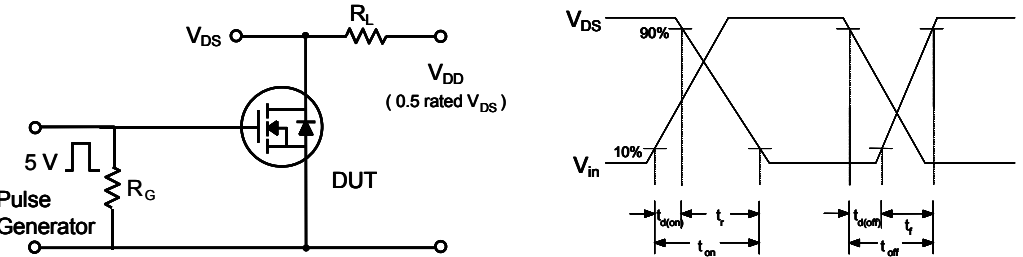 R_L
V_DS
V_DD
( 0.5 rated V_DS )
5 V
R_G
DUT
Pulse
Generator
V_DS
90%
10%
V_in
t_d(on)
t_r
t_d(off)
t_f
t_on
t_off